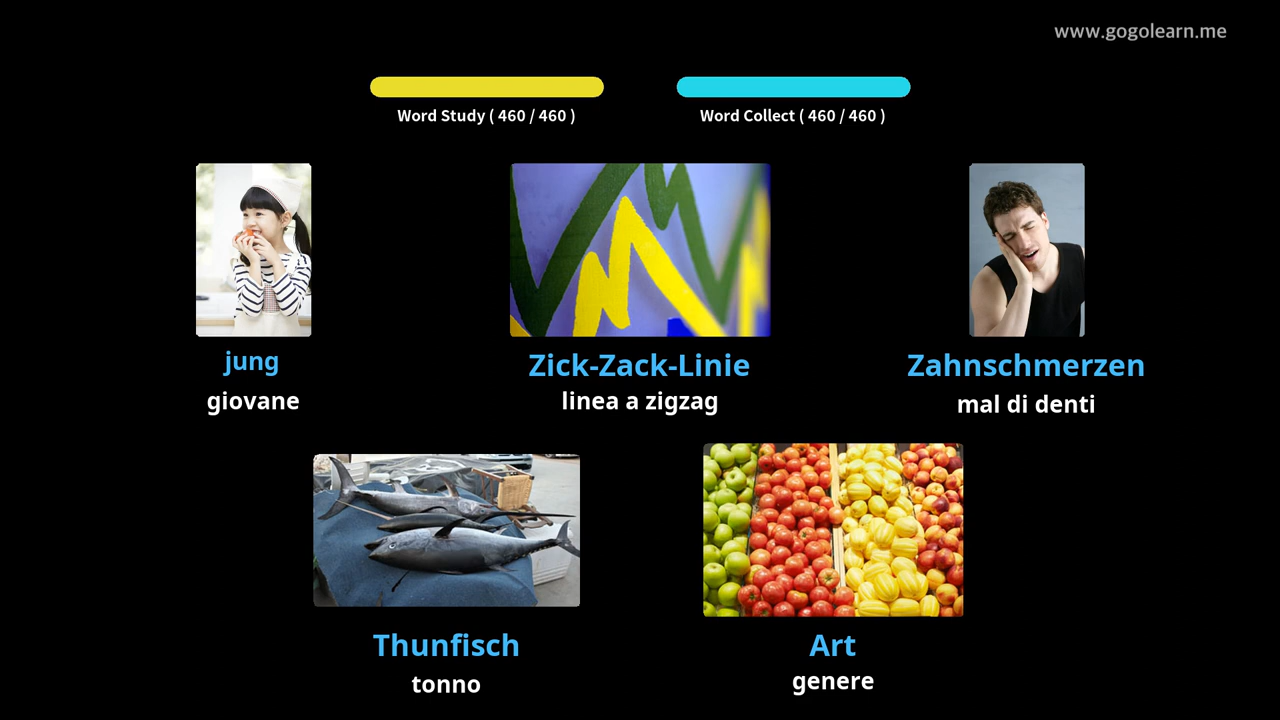 www.gogolearn.me
Word Study ( 460 / 460 )
Word Collect ( 460 / 460 )
jung
giovane
Zick-Zack-Linie
linea a zigzag
Zahnschmerzen
mal di denti
Thunfisch
tonno
Art
genere